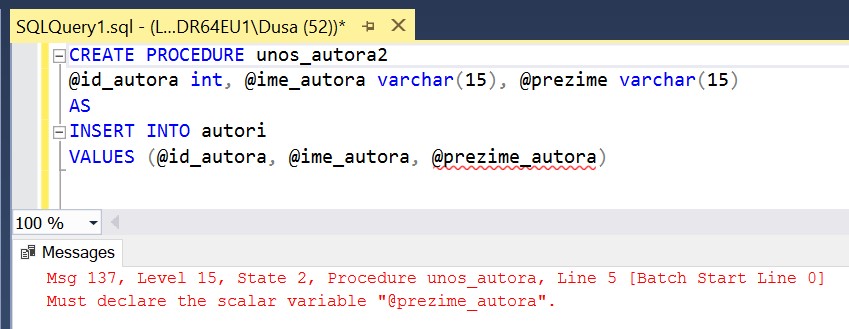 SQLQuery1.sql - (L...DR64EU1\Dusa (52))*
CREATE PROCEDURE unos_autora2
@id_autora int, @ime_autora varchar(15), @prezime varchar(15)
AS
INSERT INTO autori
VALUES (@id_autora, @ime_autora, @prezime_autora)
100 %
Messages
Msg 137, Level 15, State 2, Procedure unos_autora, Line 5 [Batch Start Line 0]
Must declare the scalar variable "@prezime_autora".